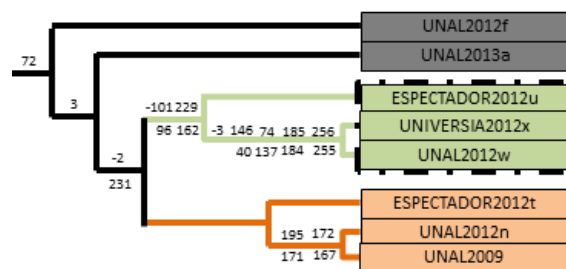 UNAL2012f
72
UNAL2013a
3
-101 229
ESPECTADOR2012u
96 162
-3 146 74 185 256
UNIVERSIA2012x
40 137 184 255
UNAL2012w
-2
231
ESPECTADOR2012t
195 172
UNAL2012n
171 167
UNAL2009